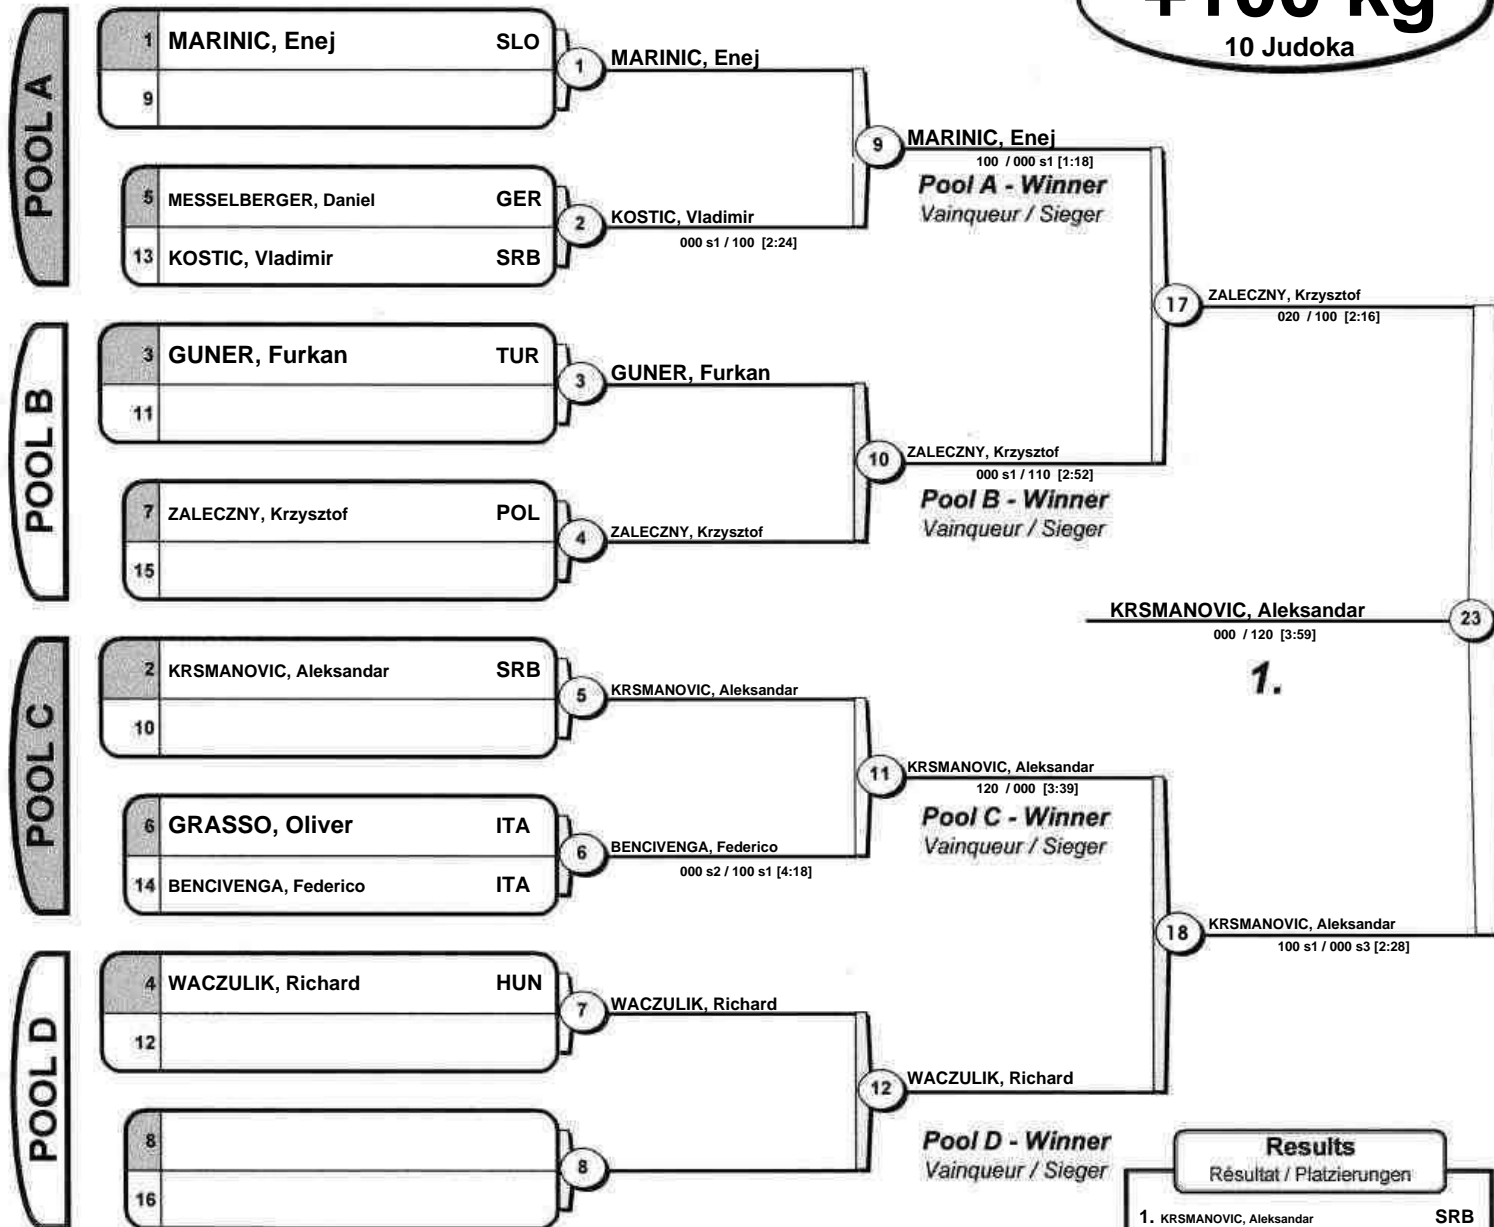 +100 kg
10 Judoka
POOL A
1 MARINIC, Enej SLO
9
1
MARINIC, Enej
5 MESSELBERGER, Daniel GER
13 KOSTIC, Vladimir SRB
2
KOSTIC, Vladimir
000 s1 / 100 [2:24]
9
MARINIC, Enej
100 / 000 s1 [1:18]
Pool A - Winner
Vainqueur / Sieger
POOL B
3 GUNER, Furkan TUR
11
3
GUNER, Furkan
7 ZALECZNY, Krzysztof POL
15
4
ZALECZNY, Krzysztof
10
ZALECZNY, Krzysztof
000 s1 / 110 [2:52]
Pool B - Winner
Vainqueur / Sieger
17
ZALECZNY, Krzysztof
020 / 100 [2:16]
KRSMANOVIC, Aleksandar
23
000 / 120 [3:59]
1.
POOL C
2 KRSMANOVIC, Aleksandar SRB
10
5
KRSMANOVIC, Aleksandar
6 GRASSO, Oliver ITA
14 BENCIVENGA, Federico ITA
6
BENCIVENGA, Federico
000 s2 / 100 s1 [4:18]
11
KRSMANOVIC, Aleksandar
120 / 000 [3:39]
Pool C - Winner
Vainqueur / Sieger
18
KRSMANOVIC, Aleksandar
100 s1 / 000 s3 [2:28]
POOL D
4 WACZULIK, Richard HUN
12
7
WACZULIK, Richard
8
16
8
12
WACZULIK, Richard
Pool D - Winner
Vainqueur / Sieger
Results
Résultat / Platzierungen
1. KRSMANOVIC, Aleksandar SRB